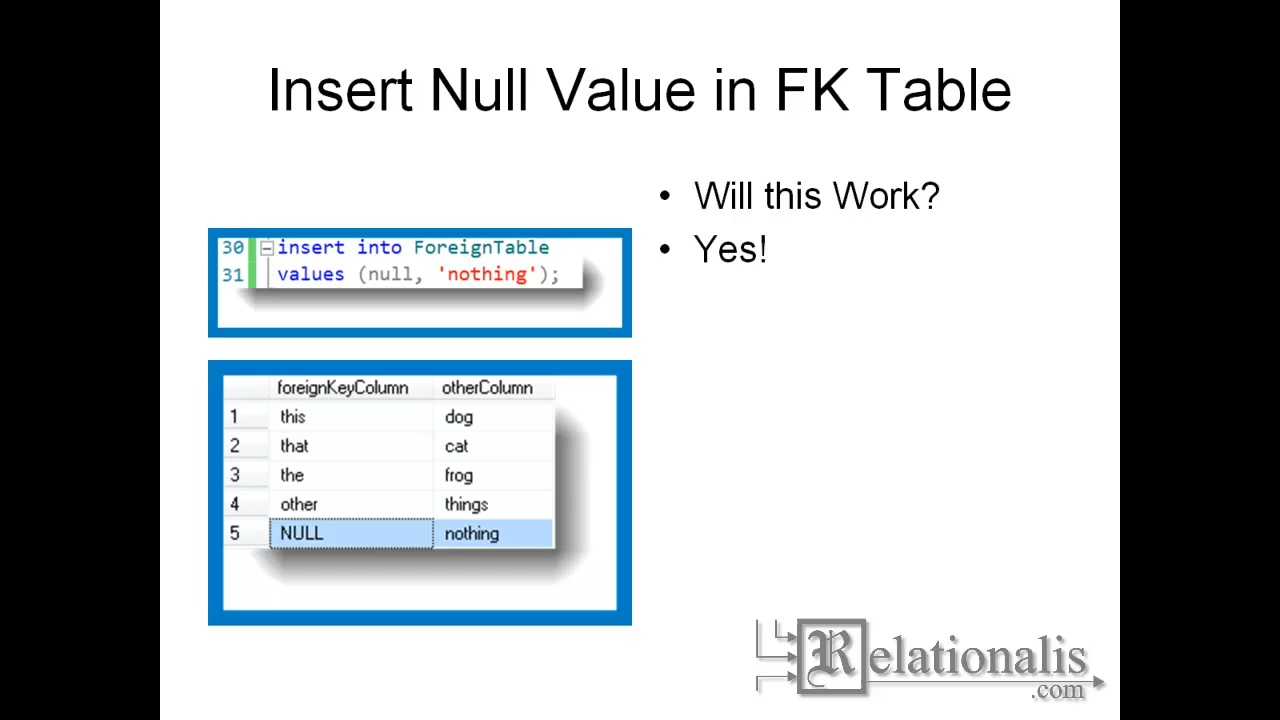 Insert Null Value in FK Table
• Will this Work?
• Yes!
30 insert into ForeignTable
31 values (null, 'nothing');
foreignKeyColumn otherColumn
1 this dog
2 that cat
3 the frog
4 other things
5 NULL nothing
Relationalis
.com